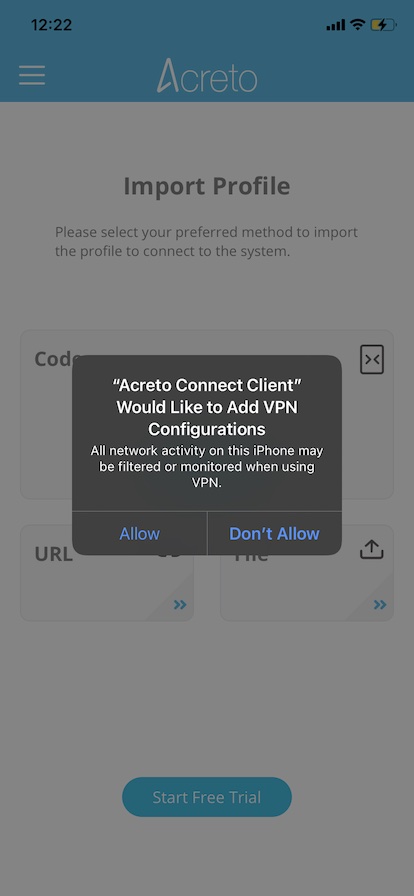 12:22
Acreto
Import Profile
Please select your preferred method to import
the profile to connect to the system.
Code
“Acreto Connect Client”
Would Like to Add VPN
Configurations
All network activity on this iPhone may
be filtered or monitored when using
VPN.
Allow
Don’t Allow
URL
File
Start Free Trial